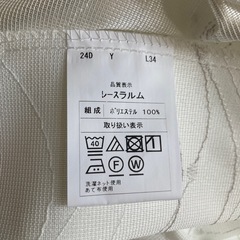 24D Y L34
品質表示
レースラルム
組成 ポリエステル 100%
取り扱い表示
40
P F W
洗濯ネット使用
あて布使用